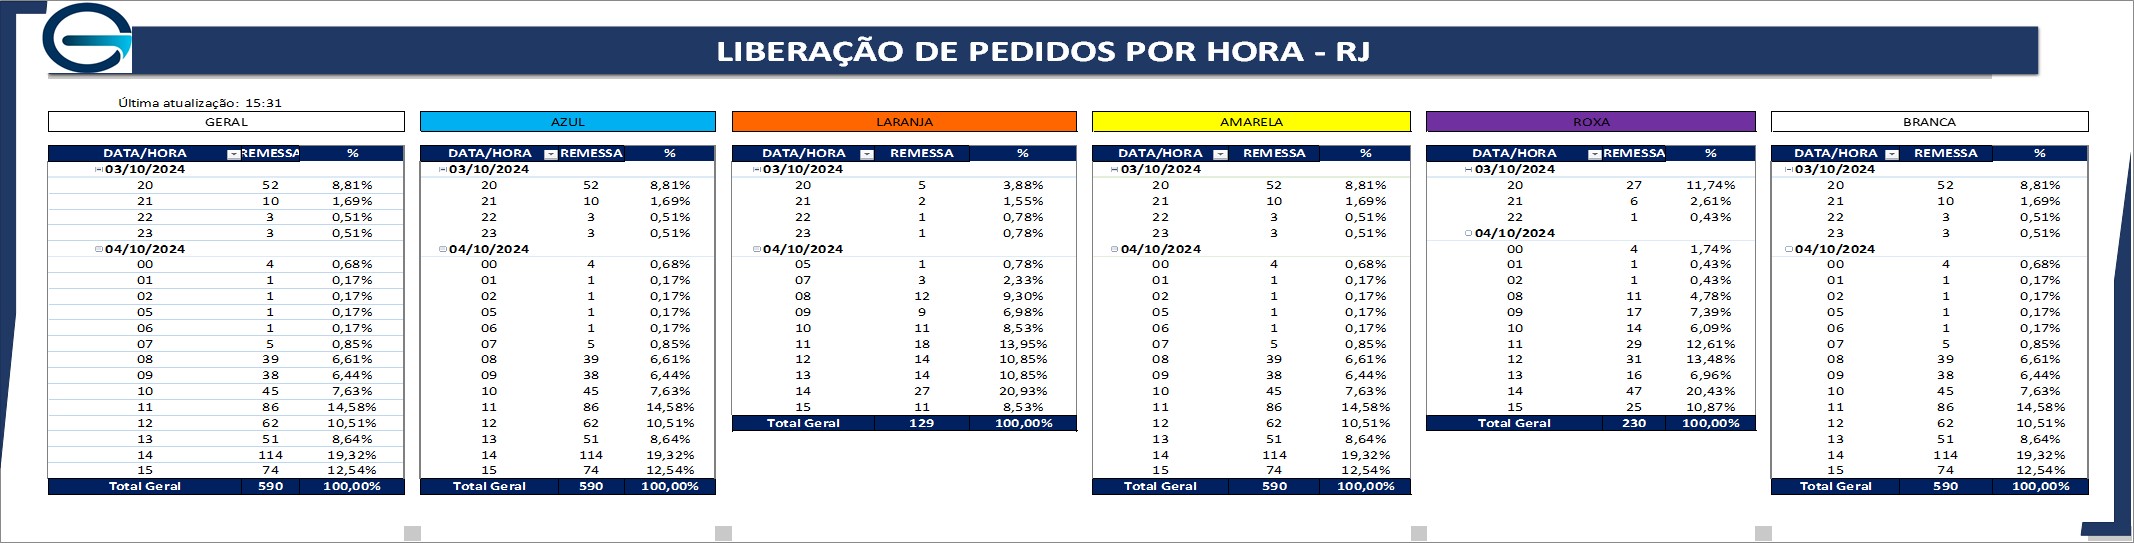 LIBERAÇÃO DE PEDIDOS POR HORA - RJ
Última atualização: 15:31
GERAL
DATA/HORA REMESSA %
03/10/2024
20 52 8,81%
21 10 1,69%
22 3 0,51%
23 3 0,51%
04/10/2024
00 4 0,68%
01 1 0,17%
02 1 0,17%
05 1 0,17%
06 1 0,17%
07 5 0,85%
08 39 6,61%
09 38 6,44%
10 45 7,63%
11 86 14,58%
12 62 10,51%
13 51 8,64%
14 114 19,32%
15 74 12,54%
Total Geral 590 100,00%
AZUL
DATA/HORA REMESSA %
03/10/2024
20 52 8,81%
21 10 1,69%
22 3 0,51%
23 3 0,51%
04/10/2024
00 4 0,68%
01 1 0,17%
02 1 0,17%
05 1 0,17%
06 1 0,17%
07 5 0,85%
08 39 6,61%
09 38 6,44%
10 45 7,63%
11 86 14,58%
12 62 10,51%
13 51 8,64%
14 114 19,32%
15 74 12,54%
Total Geral 590 100,00%
LARANJA
DATA/HORA REMESSA %
03/10/2024
20 5 3,88%
21 2 1,55%
22 1 0,78%
23 1 0,78%
04/10/2024
05 1 0,78%
07 3 2,33%
08 12 9,30%
09 9 6,98%
10 11 8,53%
11 18 13,95%
12 14 10,85%
13 14 10,85%
14 27 20,93%
15 11 8,53%
Total Geral 129 100,00%
AMARELA
DATA/HORA REMESSA %
03/10/2024
20 52 8,81%
21 10 1,69%
22 3 0,51%
23 3 0,51%
04/10/2024
00 4 0,68%
01 1 0,17%
02 1 0,17%
05 1 0,17%
06 1 0,17%
07 5 0,85%
08 39 6,61%
09 38 6,44%
10 45 7,63%
11 86 14,58%
12 62 10,51%
13 51 8,64%
14 114 19,32%
15 74 12,54%
Total Geral 590 100,00%
ROXA
DATA/HORA REMESSA %
03/10/2024
20 27 11,74%
21 6 2,61%
22 1 0,43%
04/10/2024
00 4 1,74%
01 1 0,43%
02 1 0,43%
08 11 4,78%
09 17 7,39%
10 14 6,09%
11 29 12,61%
12 31 13,48%
13 16 6,96%
14 47 20,43%
15 25 10,87%
Total Geral 230 100,00%
BRANCA
DATA/HORA REMESSA %
03/10/2024
20 52 8,81%
21 10 1,69%
22 3 0,51%
23 3 0,51%
04/10/2024
00 4 0,68%
01 1 0,17%
02 1 0,17%
05 1 0,17%
06 1 0,17%
07 5 0,85%
08 39 6,61%
09 38 6,44%
10 45 7,63%
11 86 14,58%
12 62 10,51%
13 51 8,64%
14 114 19,32%
15 74 12,54%
Total Geral 590 100,00%